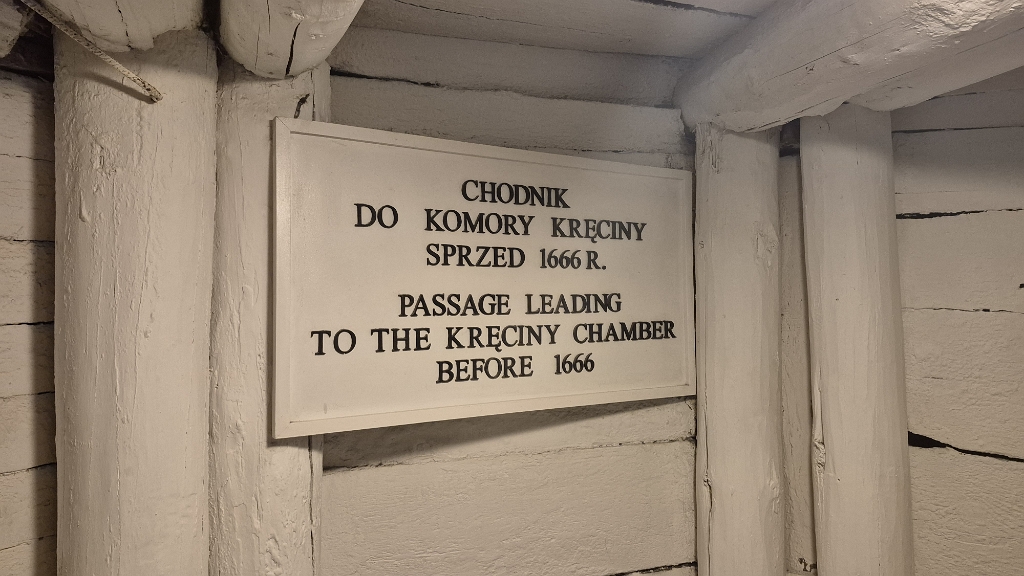 CHODNIK
DO KOMORY KRĘCINY
SPRZED 1666 R.
PASSAGE LEADING
TO THE KRĘCINY CHAMBER
BEFORE 1666